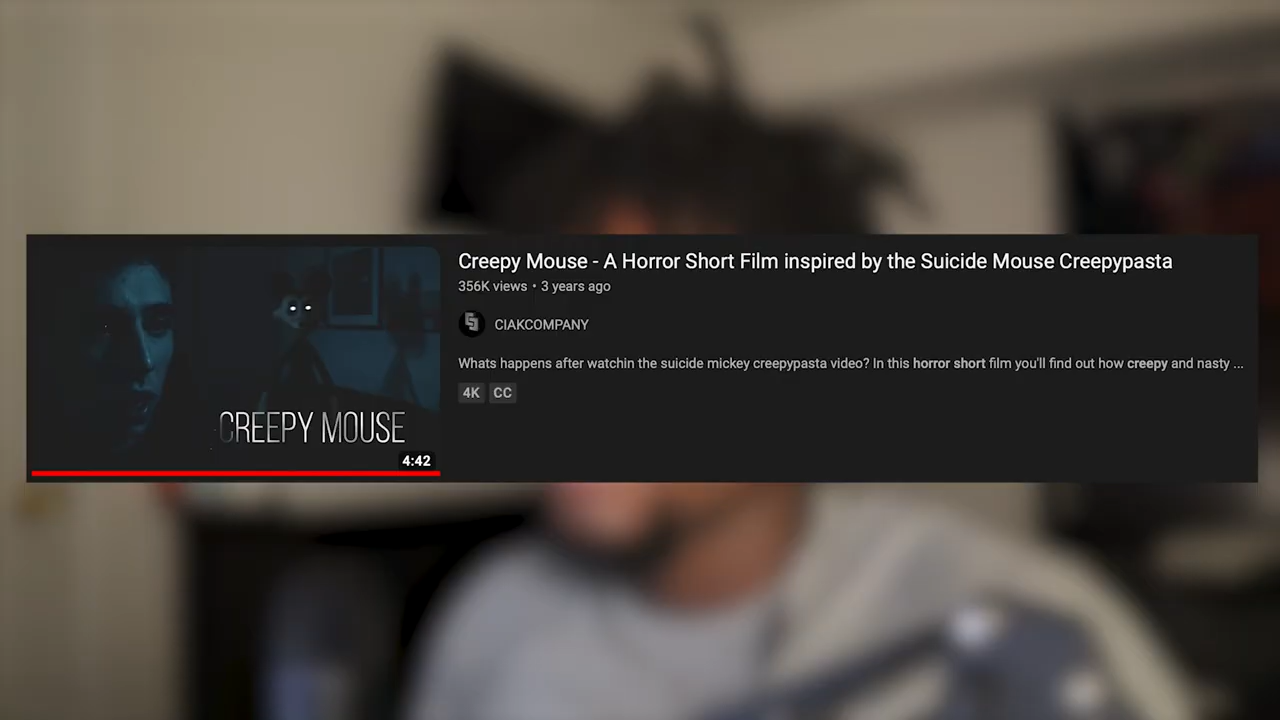 Creepy Mouse - A Horror Short Film inspired by the Suicide Mouse Creepypasta
356K views • 3 years ago
CIAKCOMPANY
Whats happens after watchin the suicide mickey creepypasta video? In this horror short film you'll find out how creepy and nasty ...
4K CC
CREEPY MOUSE
4:42